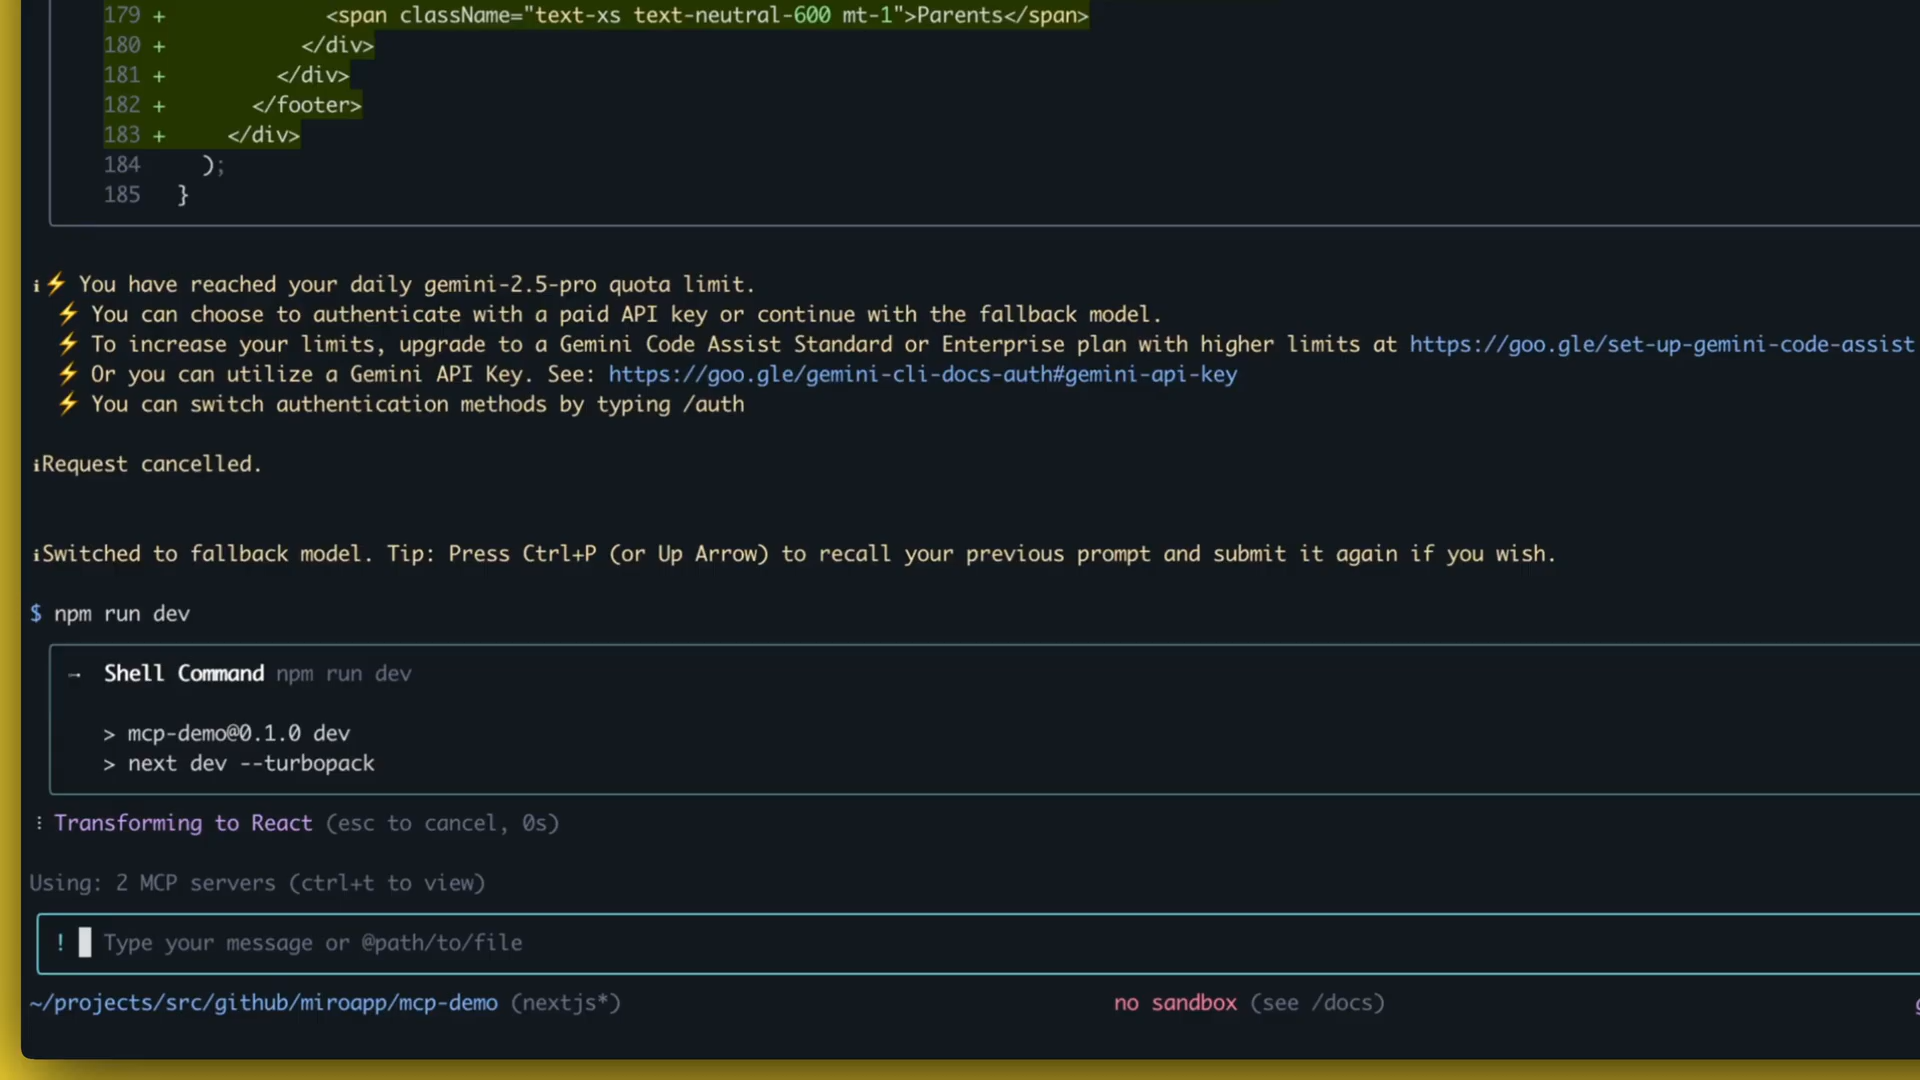 179 + <span className="text-xs text-neutral-600 mt-1">Parents</span>
180 + </div>
181 + </div>
182 + </footer>
183 + </div>
184 );
185 }
i⚡ You have reached your daily gemini-2.5-pro quota limit.
⚡ You can choose to authenticate with a paid API key or continue with the fallback model.
⚡ To increase your limits, upgrade to a Gemini Code Assist Standard or Enterprise plan with higher limits at https://goo.gle/set-up-gemini-code-assist
⚡ Or you can utilize a Gemini API Key. See: https://goo.gle/gemini-cli-docs-auth#gemini-api-key
⚡ You can switch authentication methods by typing /auth
iRequest cancelled.
iSwitched to fallback model. Tip: Press Ctrl+P (or Up Arrow) to recall your previous prompt and submit it again if you wish.
$ npm run dev
→ Shell Command npm run dev
> mcp-demo@0.1.0 dev
> next dev --turbopack
⁝ Transforming to React (esc to cancel, 0s)
Using: 2 MCP servers (ctrl+t to view)
! Type your message or @path/to/file
~/projects/src/github/miroapp/mcp-demo (nextjs*) no sandbox (see /docs)